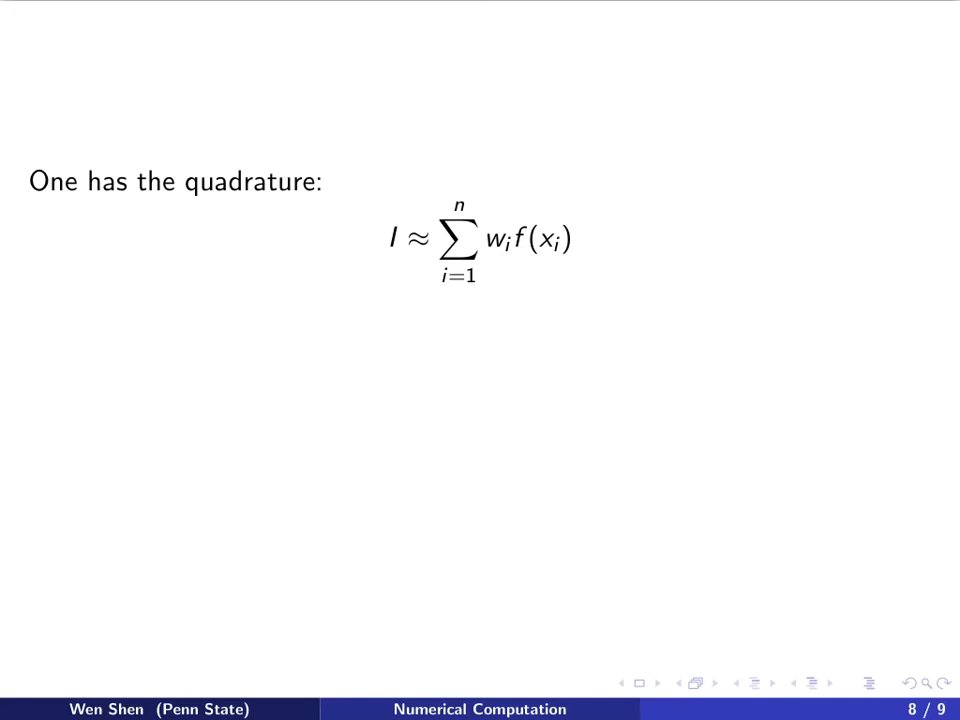 One has the quadrature:
I ≈ ∑_{i=1}^{n} w_i f(x_i)
Wen Shen (Penn State) Numerical Computation 8 / 9